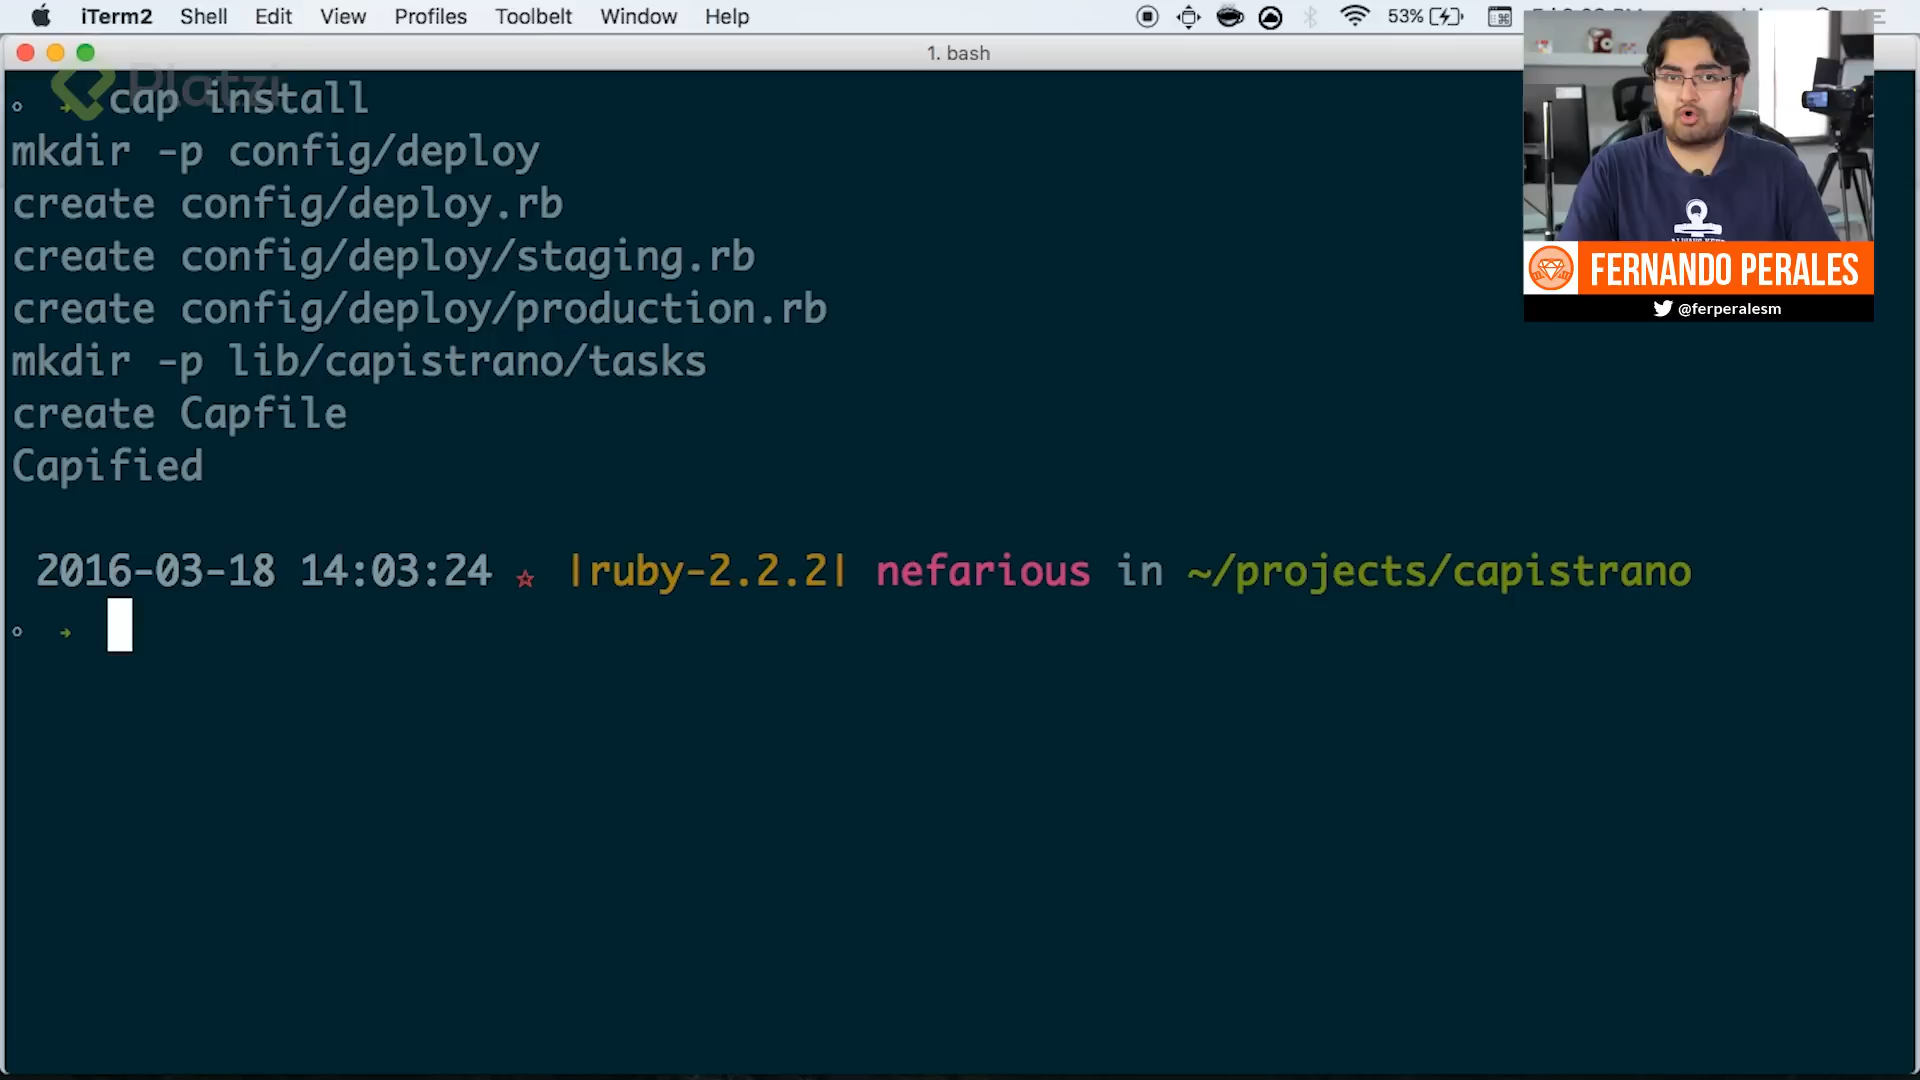 iTerm2 Shell Edit View Profiles Toolbelt Window Help 53%
1. bash
Platzi
cap install
mkdir -p config/deploy
create config/deploy.rb
create config/deploy/staging.rb
create config/deploy/production.rb
mkdir -p lib/capistrano/tasks
create Capfile
Capified
2016-03-18 14:03:24 ☆ |ruby-2.2.2| nefarious in ~/projects/capistrano
FERNANDO PERALES
@ferperalesm